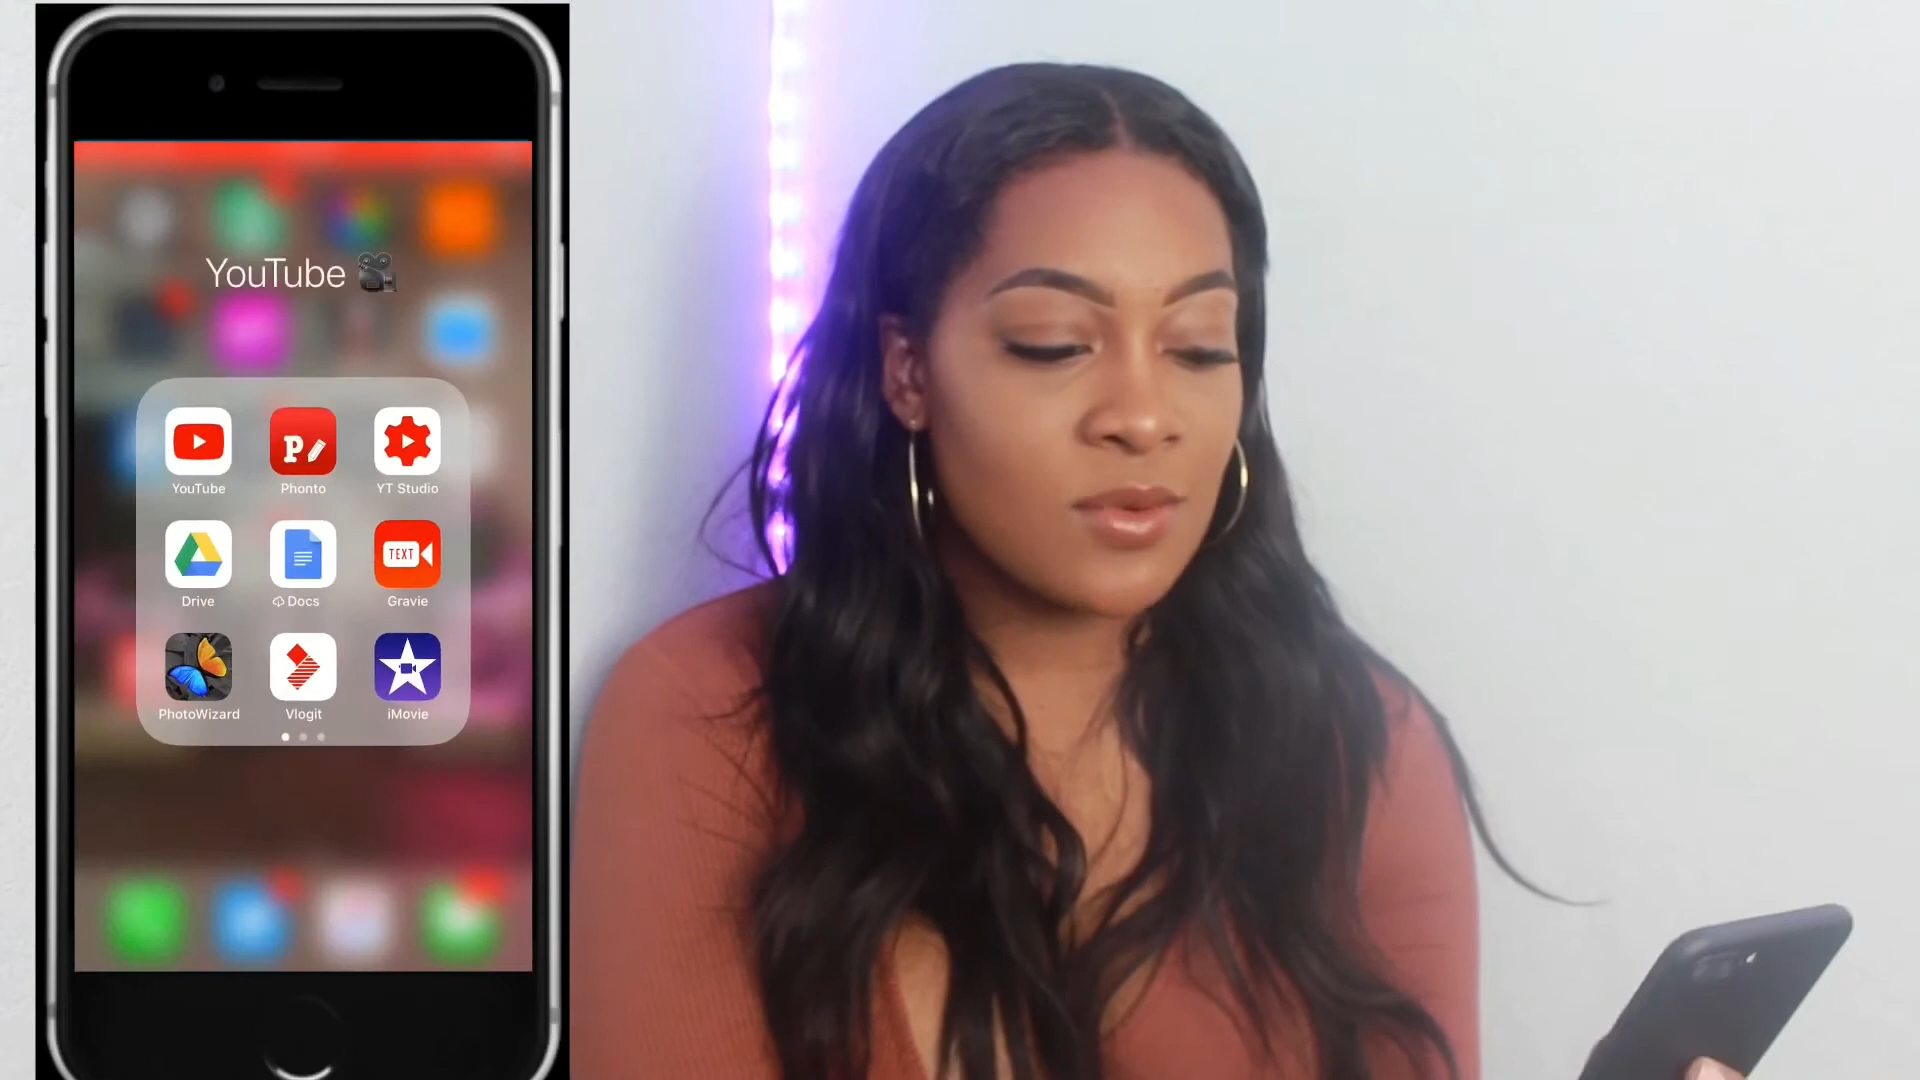 YouTube
YouTube
Phonto
YT Studio
Drive
Docs
TEXT
Gravie
PhotoWizard
Vlogit
iMovie